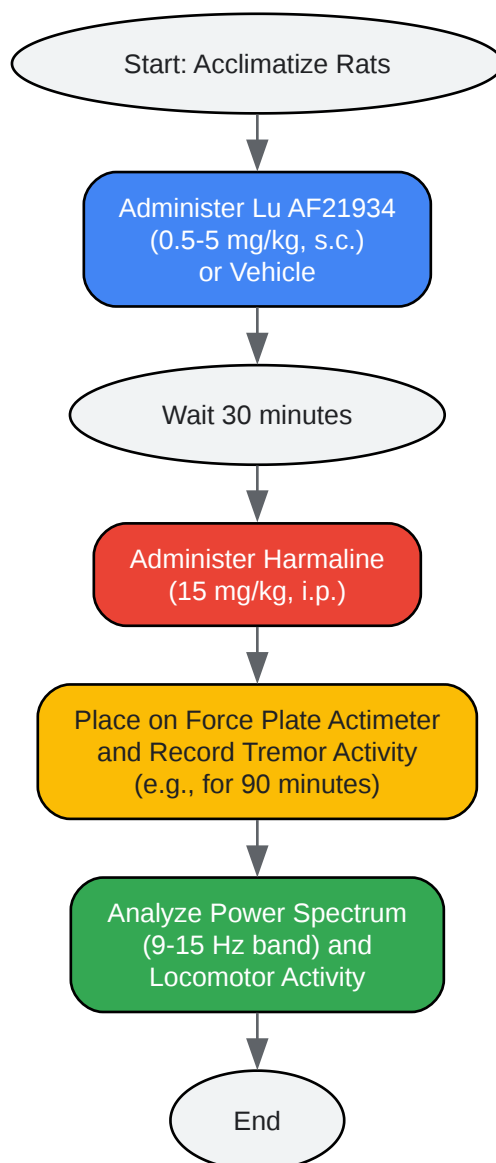 Start: Acclimatize Rats
Administer Lu AF21934
(0.5-5 mg/kg, s.c.)
or Vehicle
Wait 30 minutes
Administer Harmaline
(15 mg/kg, i.p.)
Place on Force Plate Actimeter
and Record Tremor Activity
(e.g., for 90 minutes)
Analyze Power Spectrum
(9-15 Hz band) and
Locomotor Activity
End